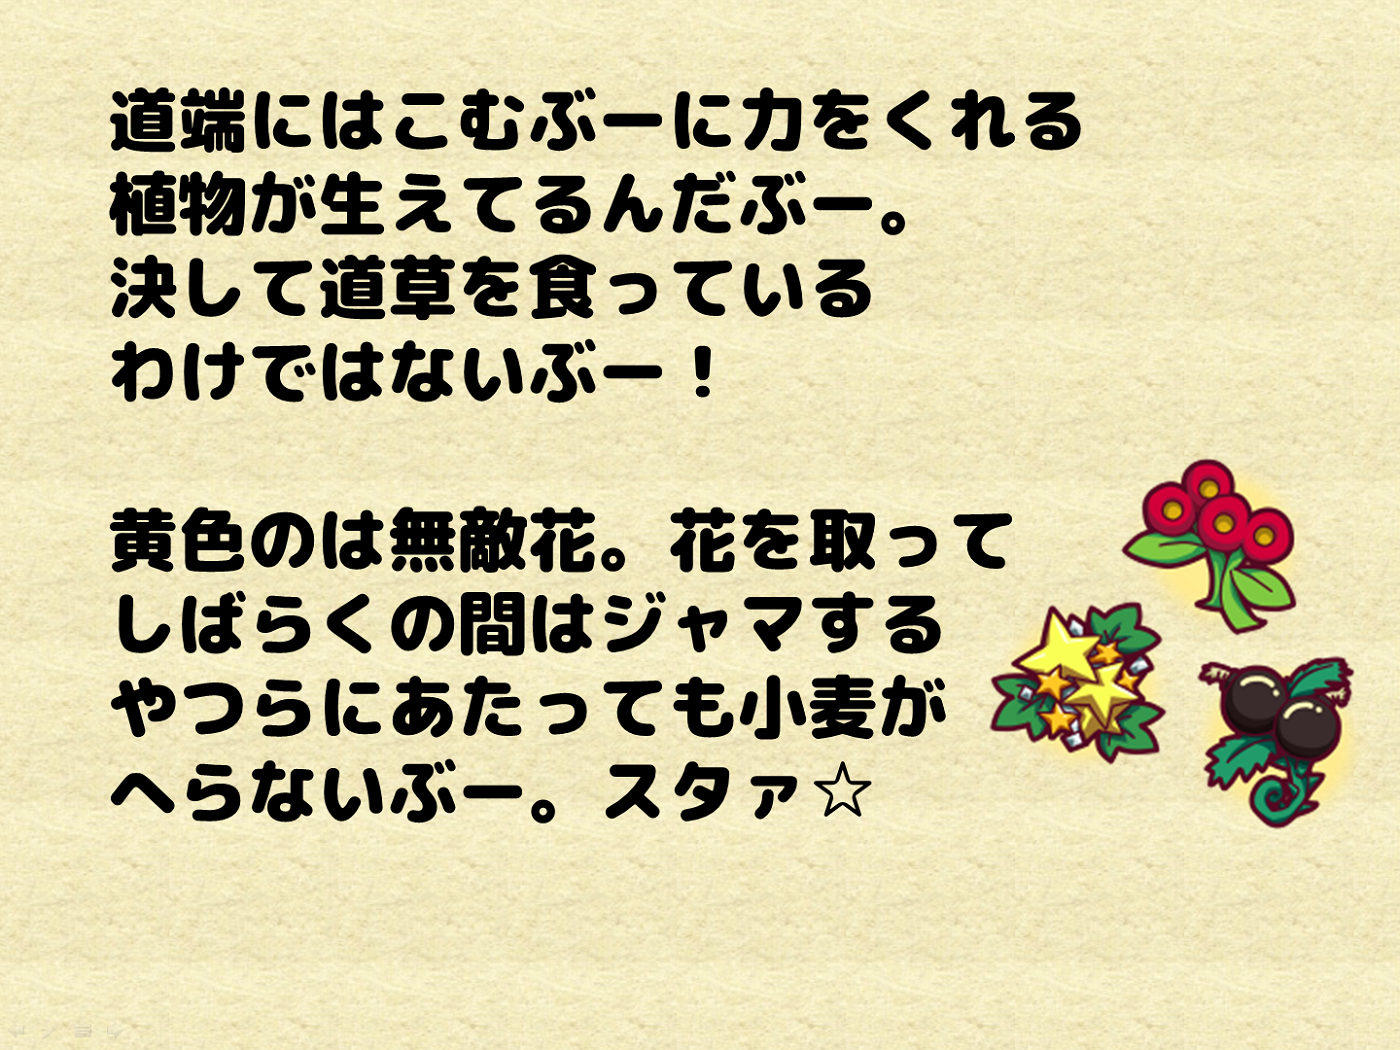 道端にはこむぶーに力をくれる
植物が生えてるんだぶー。
決して道草を食っている
わけではないぶー！
黄色のは無敵花。花を取って
しばらくの間はジャマする
やつらにあたっても小麦が
へらないぶー。スタァ☆